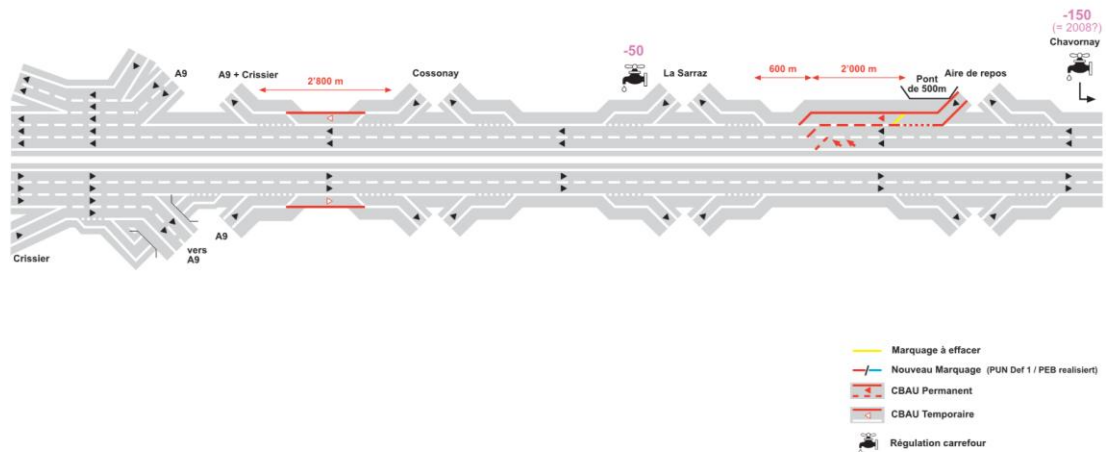 -150
(= 2008?)
Chavornay
A9
A9 + Crissier
2'800 m
Cossonay
-50
La Sarraz
600 m
2'000 m
Pont
de 500m
Aire de repos
Crissier
vers
A9
A9
Marquage à effacer
Nouveau Marquage (PUN Def 1 / PEB realisiert)
CBAU Permanent
CBAU Temporaire
Régulation carrefour